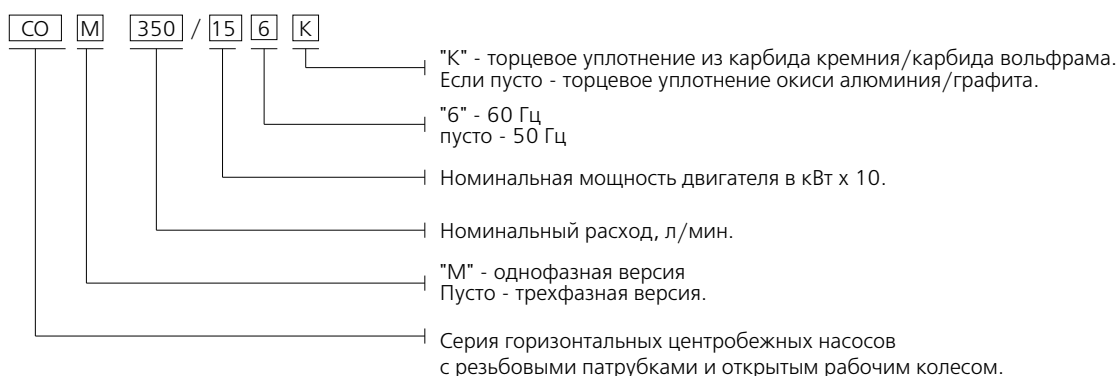 CO M 350 / 15 6 K
"K" - торцевое уплотнение из карбида кремния/карбида вольфрама.
Если пусто - торцевое уплотнение окиси алюминия/графита.
"6" - 60 Гц
пусто - 50 Гц
Номинальная мощность двигателя в кВт х 10.
Номинальный расход, л/мин.
"M" - однофазная версия
Пусто - трехфазная версия.
Серия горизонтальных центробежных насосов
с резьбовыми патрубками и открытым рабочим колесом.